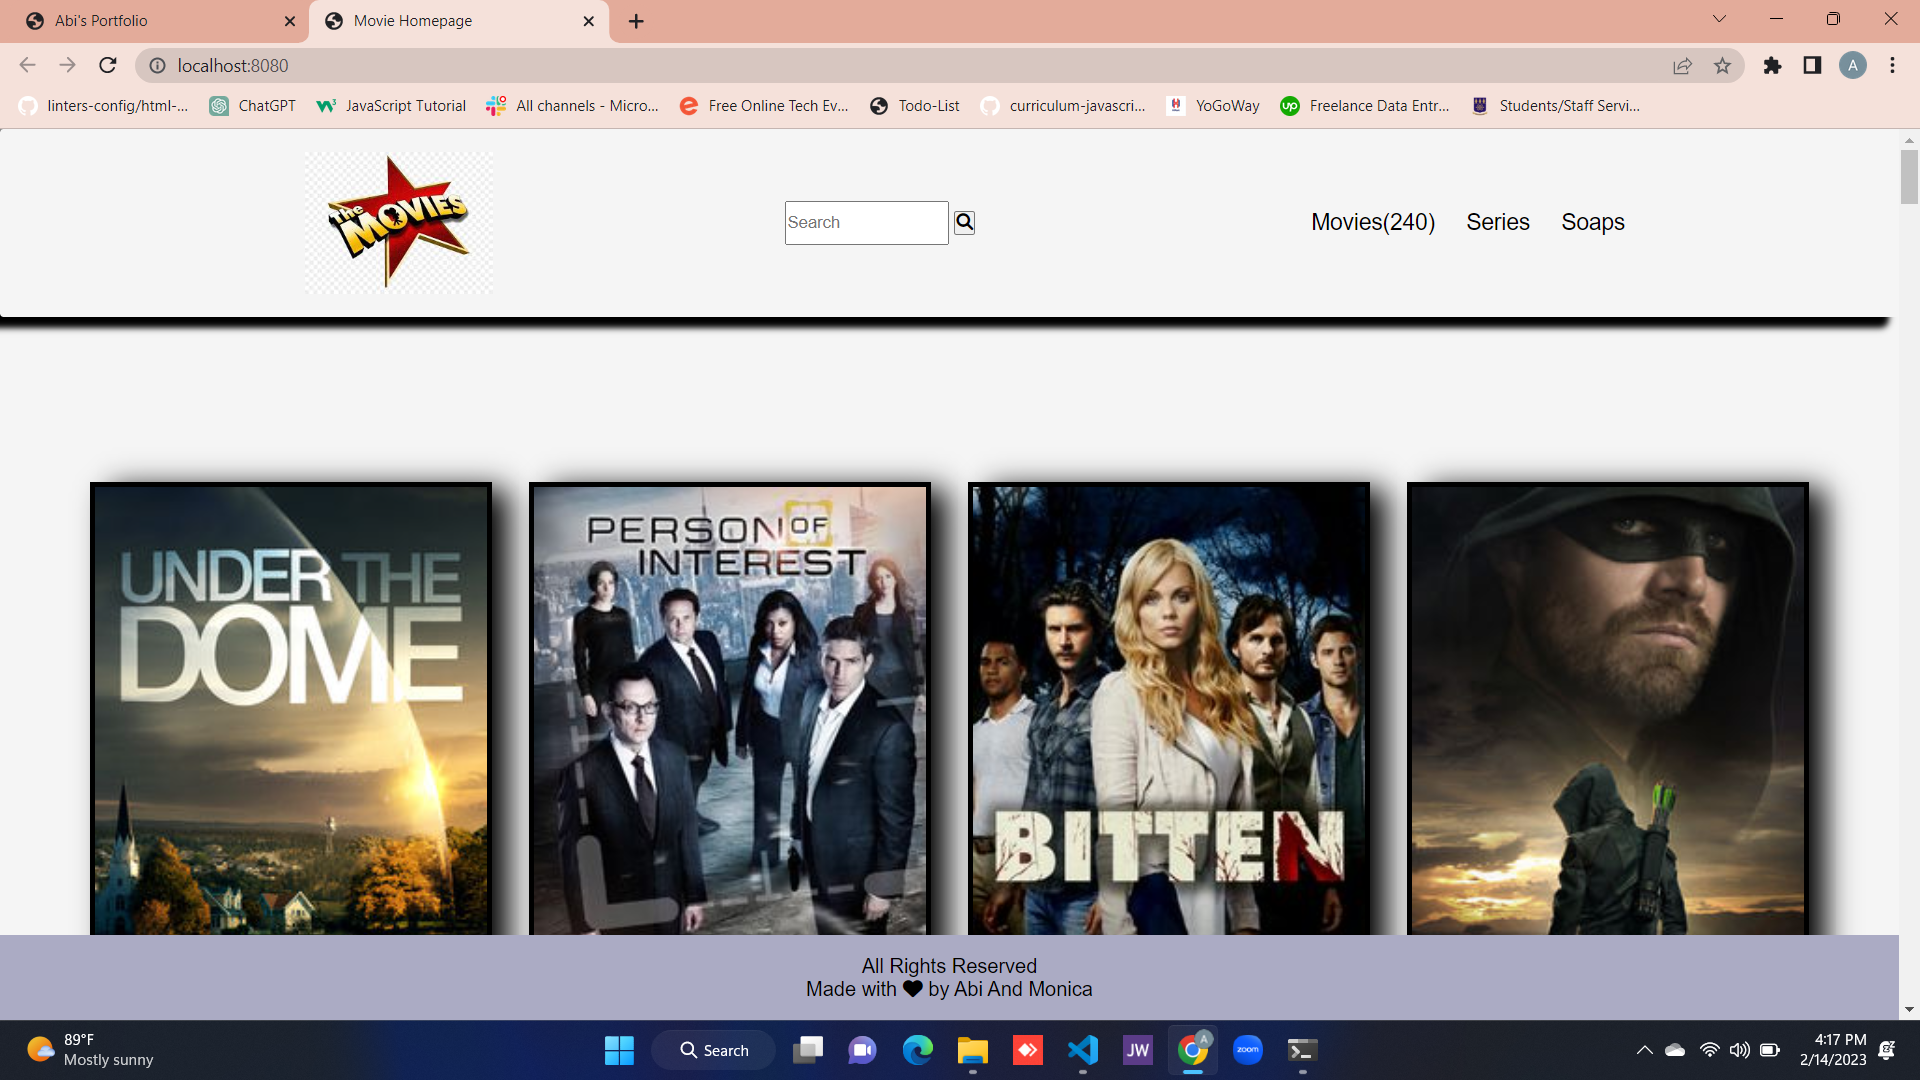 Abi's Portfolio
Movie Homepage
localhost:8080
A
linters-config/html-...
ChatGPT
JavaScript Tutorial
All channels - Micro...
Free Online Tech Ev...
Todo-List
curriculum-javascri...
YoGoWay
Freelance Data Entr...
Students/Staff Servi...
THE
MOVIES
Search
Movies(240)
Series
Soaps
UNDER THE
DOME
PERSON OF
INTEREST
BITTEN
All Rights Reserved
Made with by Abi And Monica
89°F
Mostly sunny
Search
JW
A
zoom
4:17 PM
2/14/2023